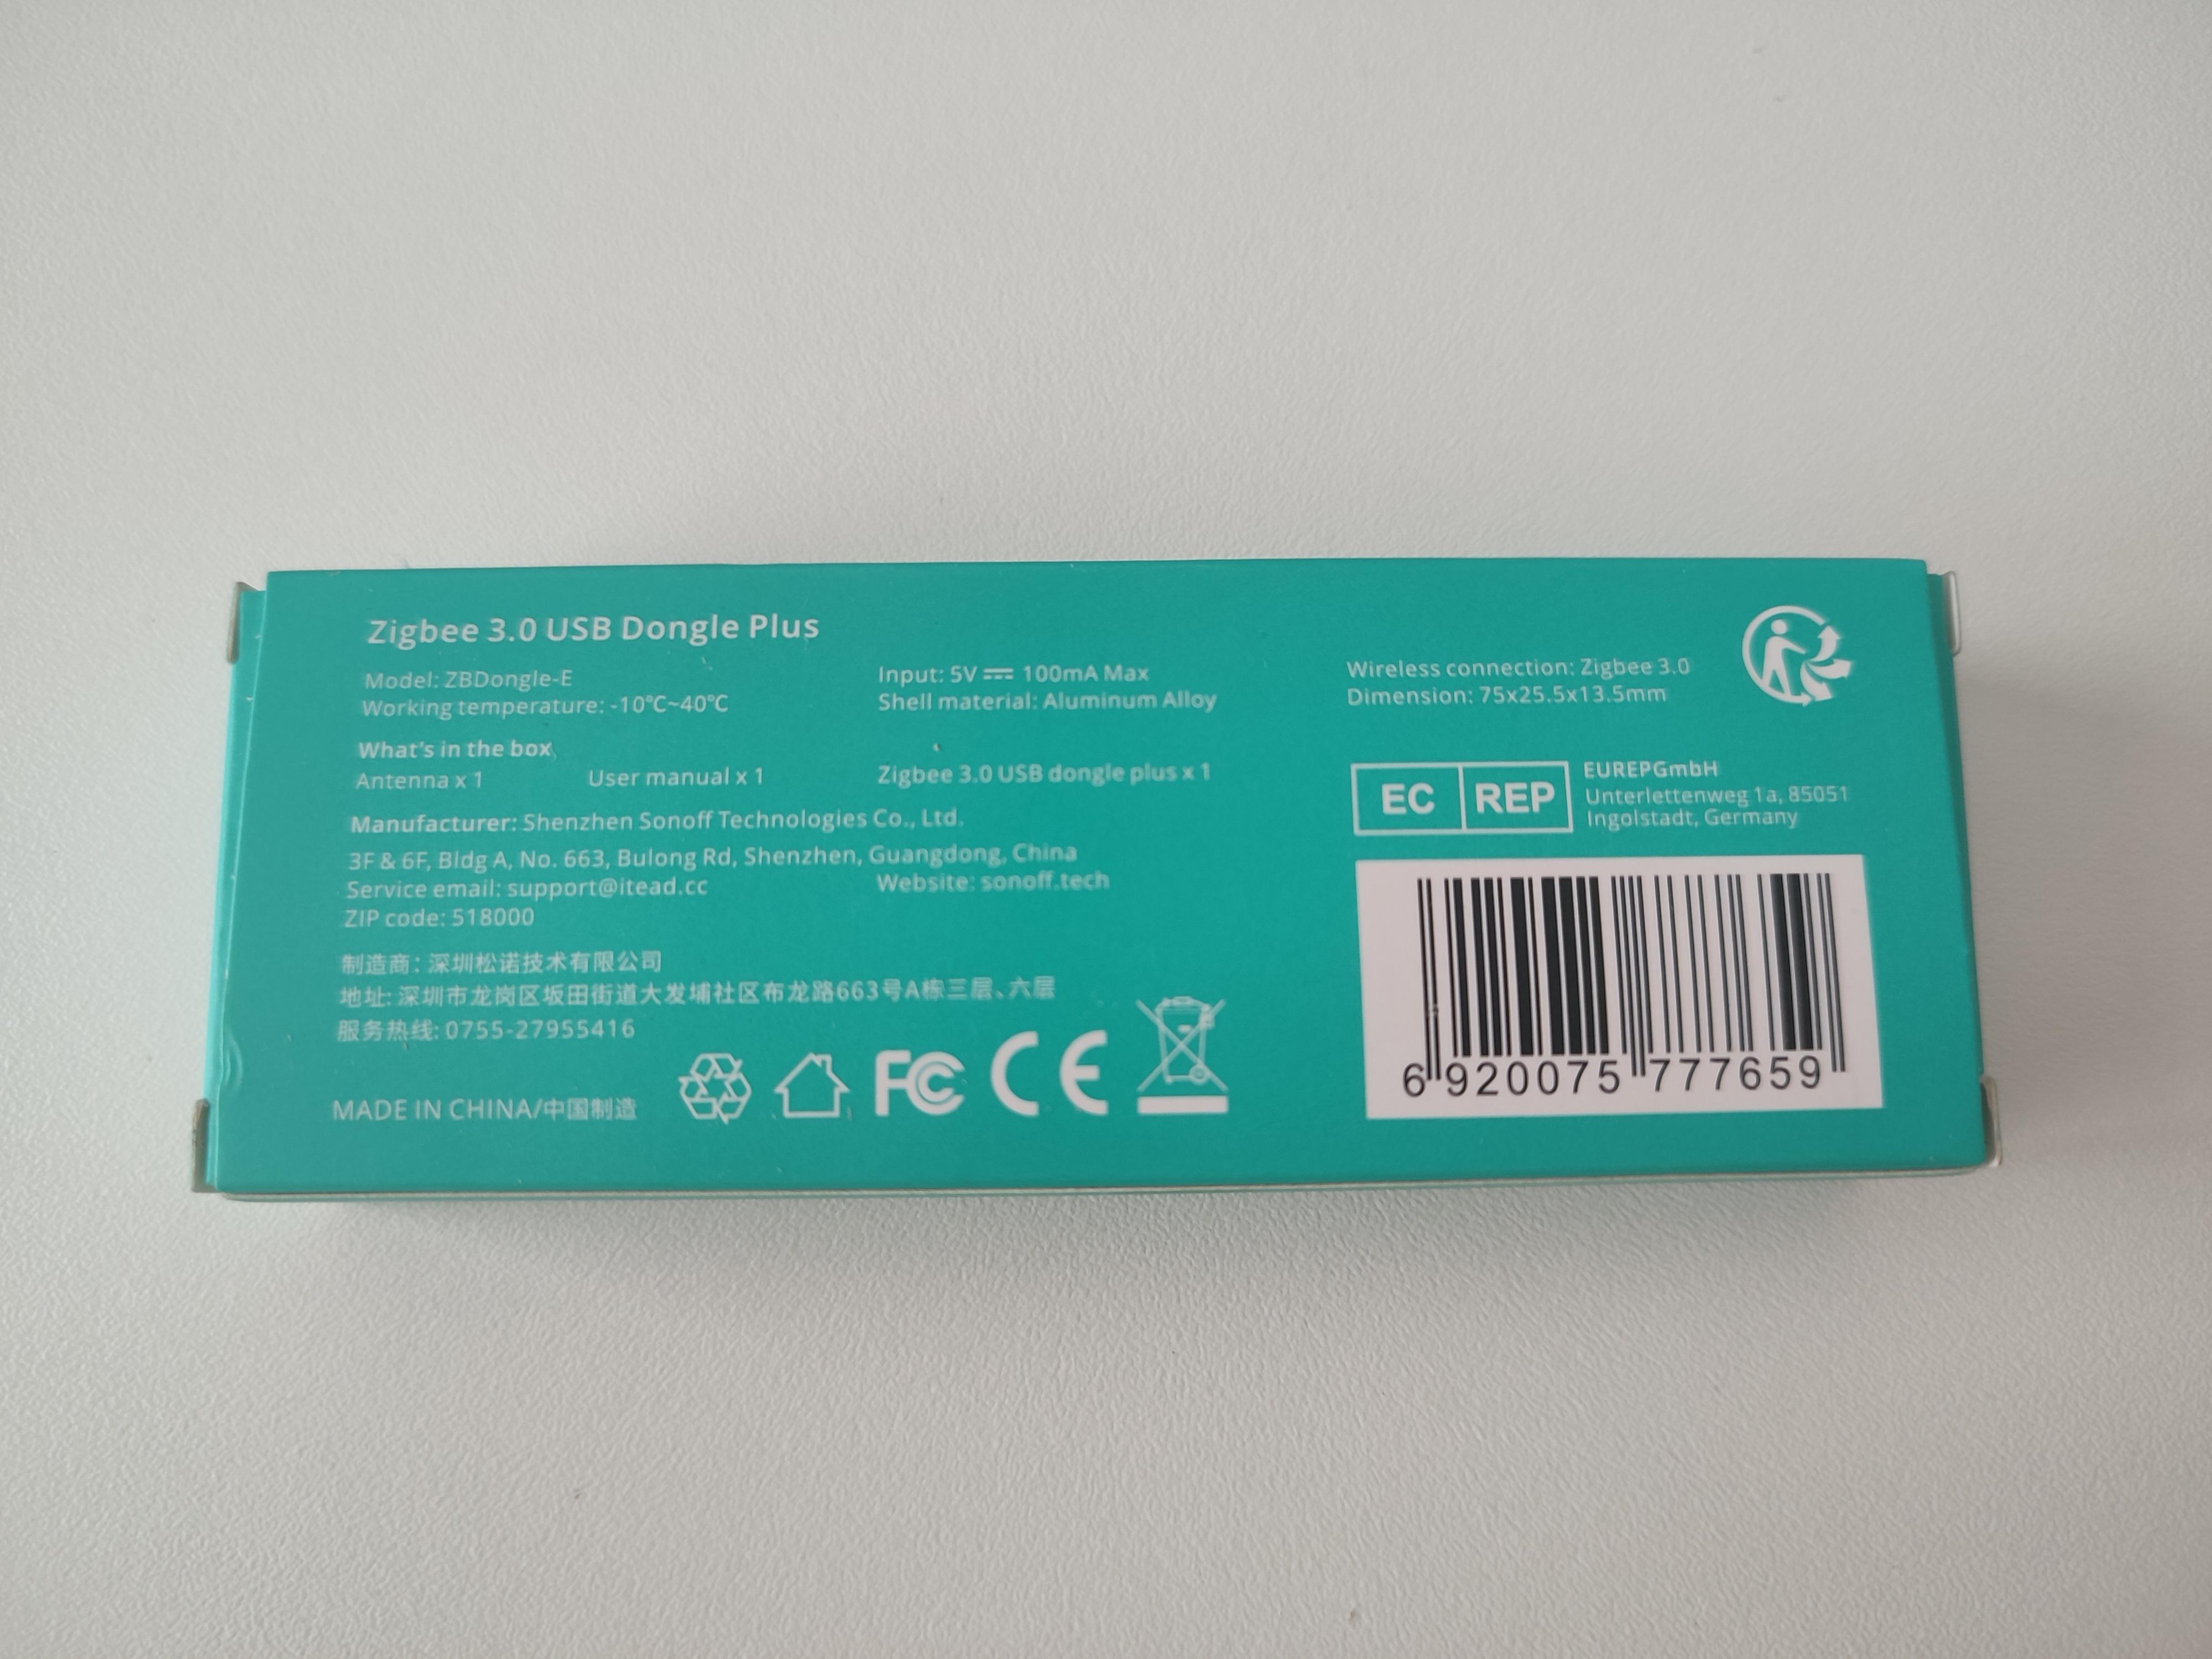 Zigbee 3.0 USB Dongle Plus
Model: ZBDongle-E
Working temperature: -10℃~40℃
Input: 5V ⎓ 100mA Max
Shell material: Aluminum Alloy
Wireless connection: Zigbee 3.0
Dimension: 75x25.5x13.5mm
What's in the box
Antenna x 1 User manual x 1 Zigbee 3.0 USB dongle plus x 1
Manufacturer: Shenzhen Sonoff Technologies Co., Ltd.
3F & 6F, Bldg A, No. 663, Bulong Rd, Shenzhen, Guangdong, China
Service email: support@itead.cc Website: sonoff.tech
ZIP code: 518000
制造商: 深圳松诺技术有限公司
地址: 深圳市龙岗区坂田街道大发埔社区布龙路663号A栋三层、六层
服务热线: 0755-27955416
MADE IN CHINA/中国制造
FC CE
EC REP
EUREPGmbH
Unterlettenweg 1a, 85051
Ingolstadt, Germany
6 920075 777659